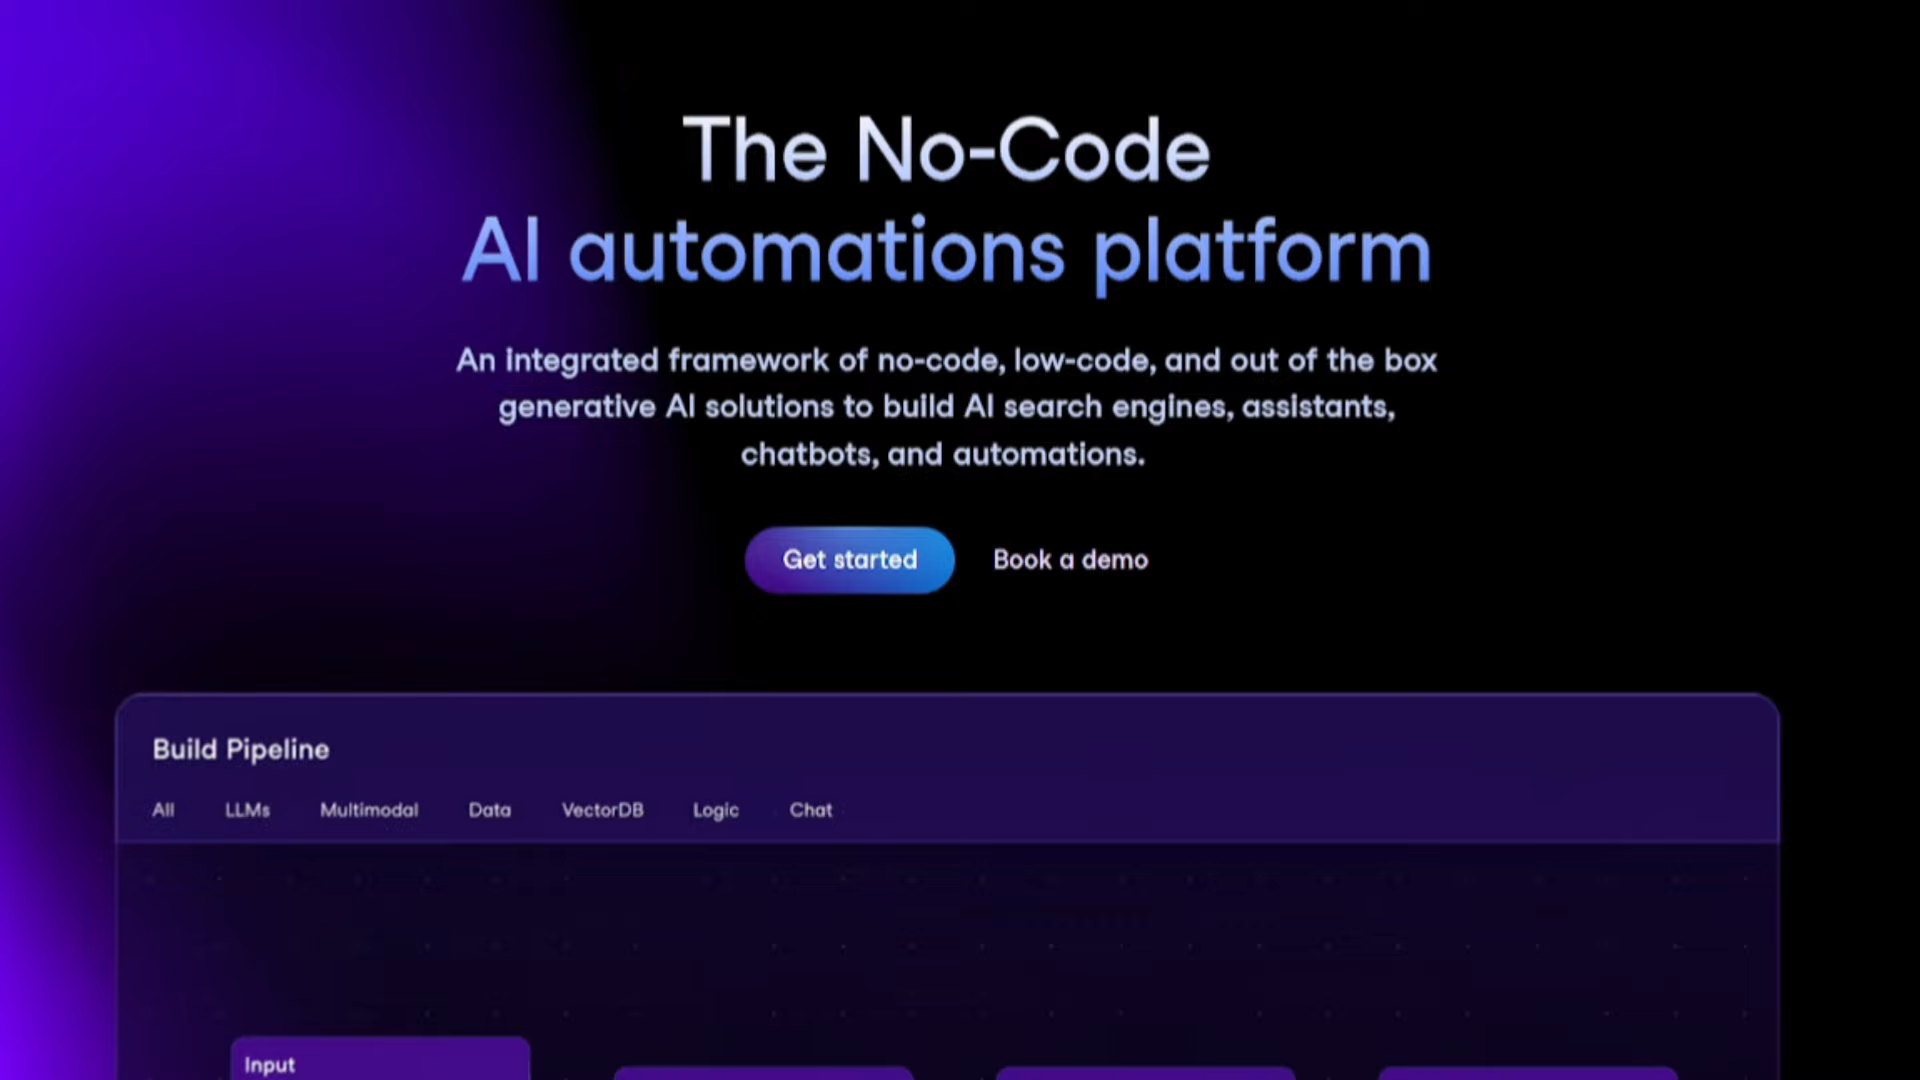 The No-Code
AI automations platform
An integrated framework of no-code, low-code, and out of the box
generative AI solutions to build AI search engines, assistants,
chatbots, and automations.
Get started Book a demo
Build Pipeline
All LLMs Multimodal Data VectorDB Logic Chat
Input